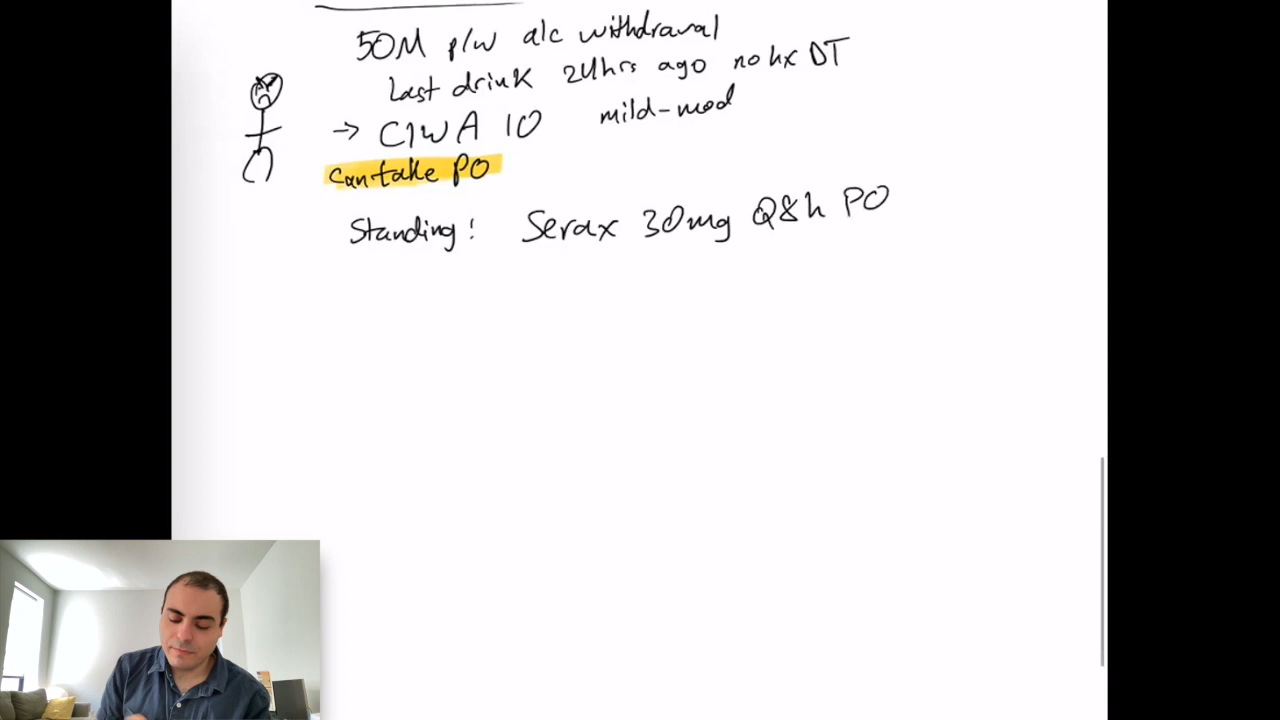 50M p/w a/c withdrawal
Last drink 24hrs ago no hx DT
→ CIWA 10 mild-mod
Can take PO
Standing: Serax 30mg Q8h PO